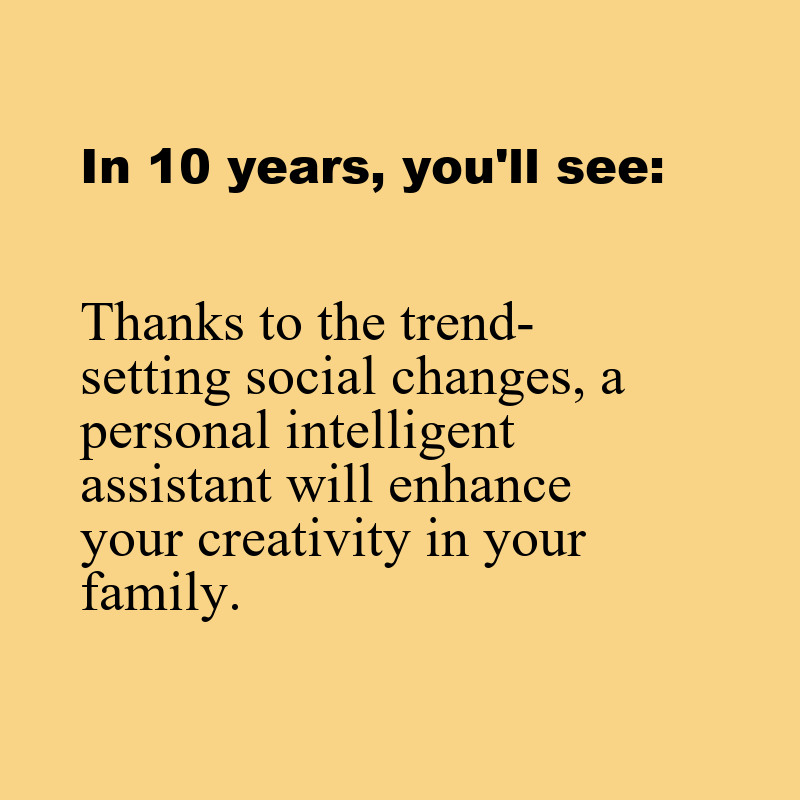 In 10 years, you'll see:
Thanks to the trend-
setting social changes, a
personal intelligent
assistant will enhance
your creativity in your
family.